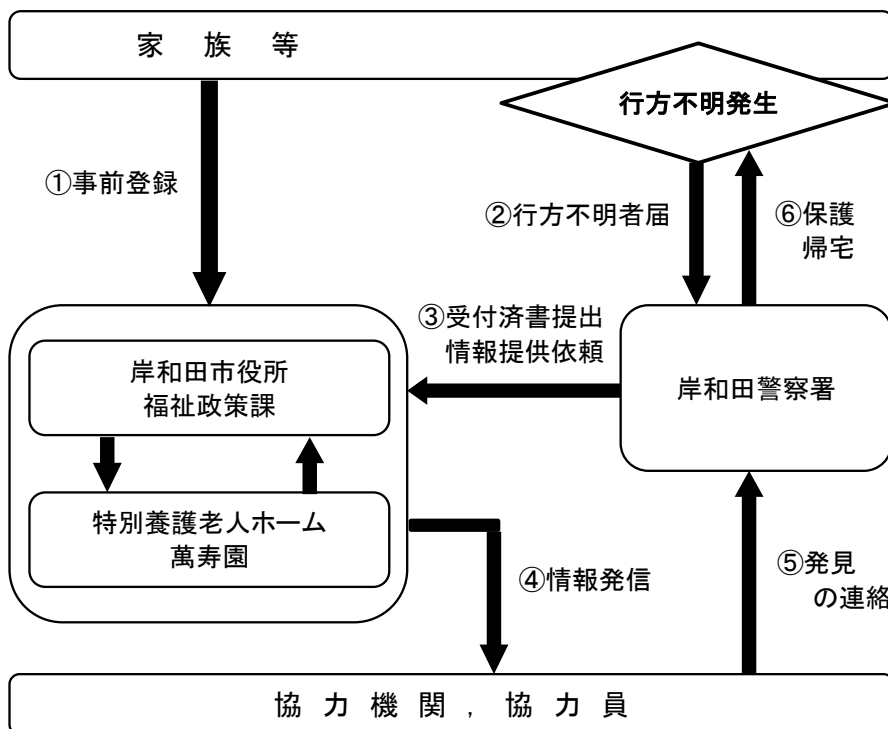 家 族 等
行方不明発生
①事前登録
②行方不明者届
⑥保護
帰宅
③受付済書提出
情報提供依頼
岸和田市役所
福祉政策課
岸和田警察署
特別養護老人ホーム
萬寿園
④情報発信
⑤発見
の連絡
協 力 機 関 ， 協 力 員